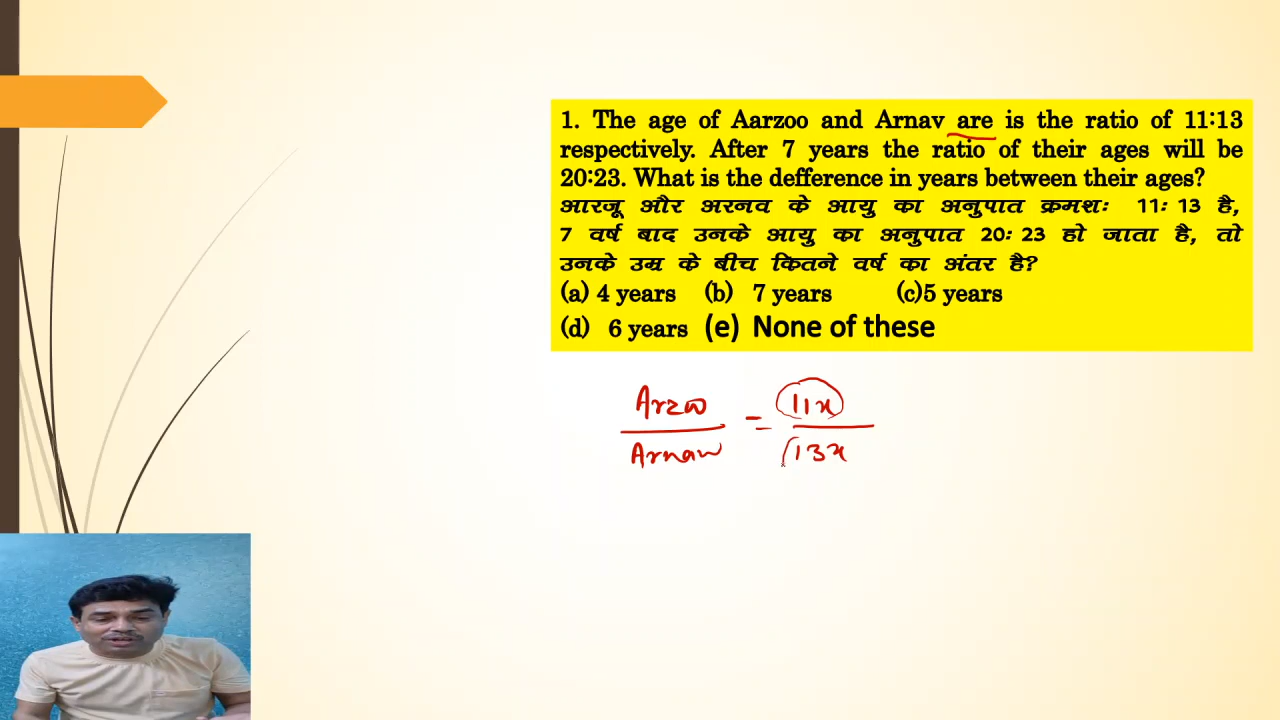 1. The age of Aarzoo and Arnav are is the ratio of 11:13
respectively. After 7 years the ratio of their ages will be
20:23. What is the defference in years between their ages?
आरजू और अरनव के आयु का अनुपात क्रमशः 11: 13 है,
7 वर्ष बाद उनके आयु का अनुपात 20: 23 हो जाता है, तो
उनके उम्र के बीच कितने वर्ष का अंतर है?
(a) 4 years (b) 7 years (c)5 years
(d) 6 years (e) None of these
Arzoo = 11x
Arnav 13x